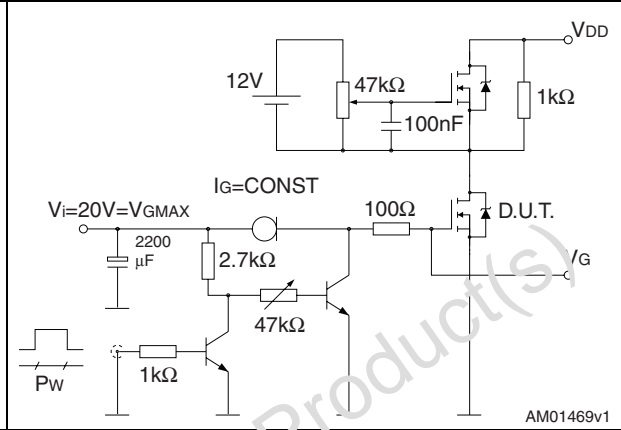 VDD
12V
47kΩ
1kΩ
100nF
IG=CONST
Vi=20V=VGMAX
100Ω
D.U.T.
2200
μF
2.7kΩ
VG
47kΩ
1kΩ
PW
Product(s)
AM01469v1